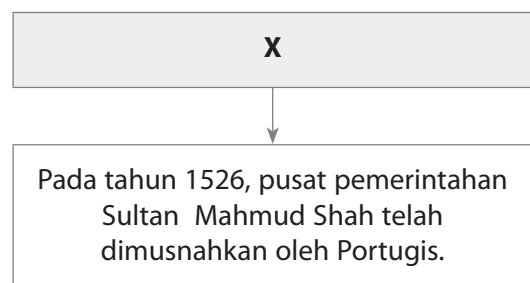 X
Pada tahun 1526, pusat pemerintahan
Sultan Mahmud Shah telah
dimusnahkan oleh Portugis.